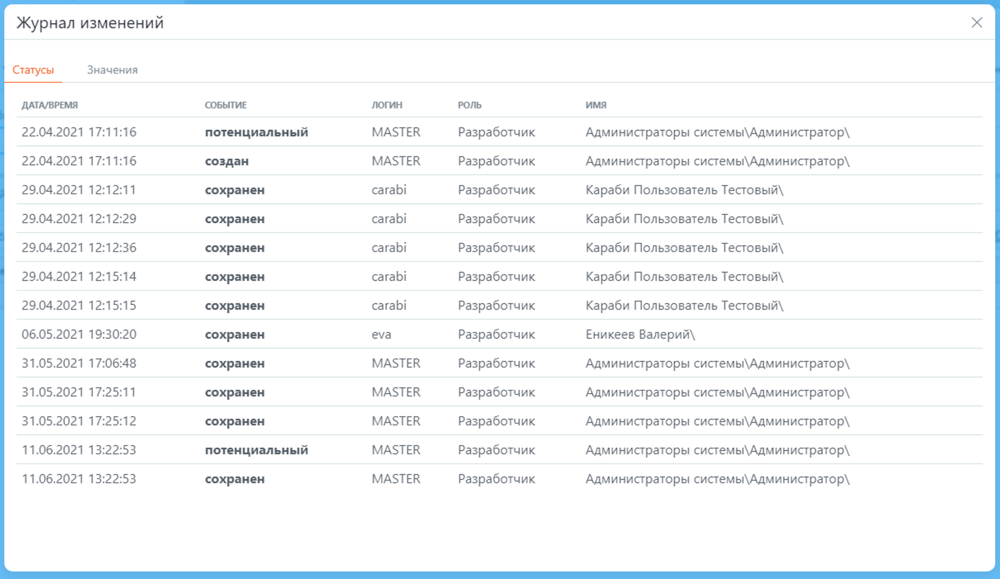 Журнал изменений
Статусы Значения
ДАТА/ВРЕМЯ СОБЫТИЕ ЛОГИН РОЛЬ ИМЯ
22.04.2021 17:11:16 потенциальный MASTER Разработчик Администраторы системы\Администратор\
22.04.2021 17:11:16 создан MASTER Разработчик Администраторы системы\Администратор\
29.04.2021 12:12:11 сохранен carabi Разработчик Караби Пользователь Тестовый\
29.04.2021 12:12:29 сохранен carabi Разработчик Караби Пользователь Тестовый\
29.04.2021 12:12:36 сохранен carabi Разработчик Караби Пользователь Тестовый\
29.04.2021 12:15:14 сохранен carabi Разработчик Караби Пользователь Тестовый\
29.04.2021 12:15:15 сохранен carabi Разработчик Караби Пользователь Тестовый\
06.05.2021 19:30:20 сохранен eva Разработчик Еникеев Валерий\
31.05.2021 17:06:48 сохранен MASTER Разработчик Администраторы системы\Администратор\
31.05.2021 17:25:11 сохранен MASTER Разработчик Администраторы системы\Администратор\
31.05.2021 17:25:12 сохранен MASTER Разработчик Администраторы системы\Администратор\
11.06.2021 13:22:53 потенциальный MASTER Разработчик Администраторы системы\Администратор\
11.06.2021 13:22:53 сохранен MASTER Разработчик Администраторы системы\Администратор\